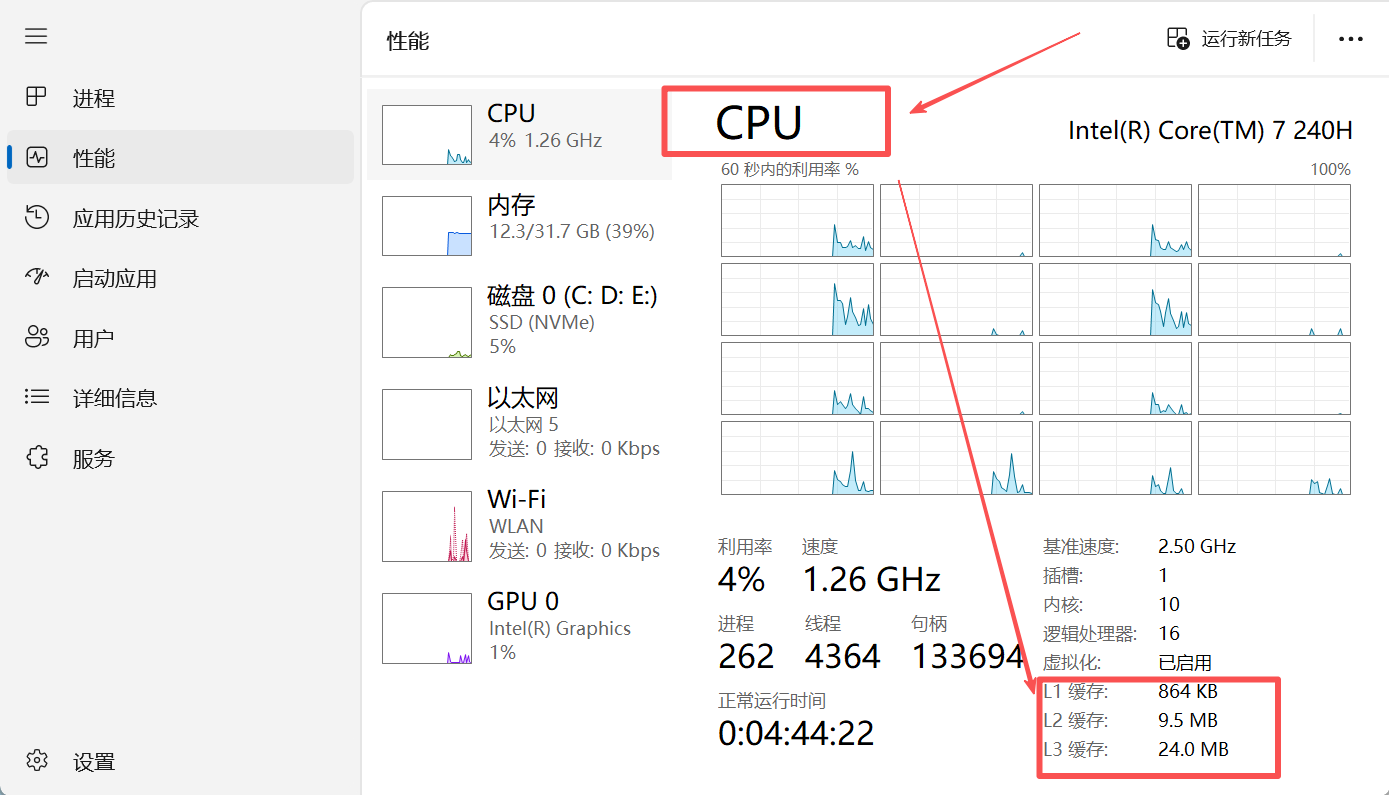 性能
运行新任务
进程
性能
应用历史记录
启动应用
用户
详细信息
服务
设置
CPU
4% 1.26 GHz
内存
12.3/31.7 GB (39%)
磁盘 0 (C: D: E:)
SSD (NVMe)
5%
以太网
以太网 5
发送: 0 接收: 0 Kbps
Wi-Fi
WLAN
发送: 0 接收: 0 Kbps
GPU 0
Intel(R) Graphics
1%
CPU
Intel(R) Core(TM) 7 240H
60 秒内的利用率 %
100%
利用率
速度
4%
1.26 GHz
进程
线程
句柄
262
4364
133694
正常运行时间
0:04:44:22
基准速度: 2.50 GHz
插槽: 1
内核: 10
逻辑处理器: 16
虚拟化: 已启用
L1 缓存: 864 KB
L2 缓存: 9.5 MB
L3 缓存: 24.0 MB